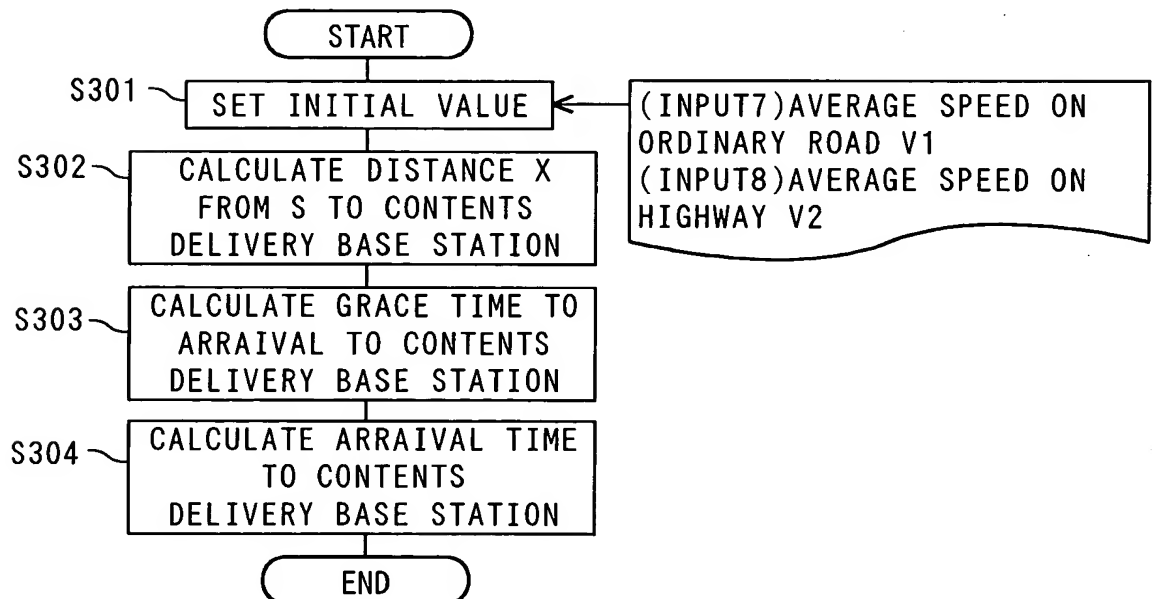 START
S301
SET INITIAL VALUE
(INPUT7)AVERAGE SPEED ON
ORDINARY ROAD V1
(INPUT8)AVERAGE SPEED ON
HIGHWAY V2
S302
CALCULATE DISTANCE X
FROM S TO CONTENTS
DELIVERY BASE STATION
S303
CALCULATE GRACE TIME TO
ARRAIVAL TO CONTENTS
DELIVERY BASE STATION
S304
CALCULATE ARRAIVAL TIME
TO CONTENTS
DELIVERY BASE STATION
END